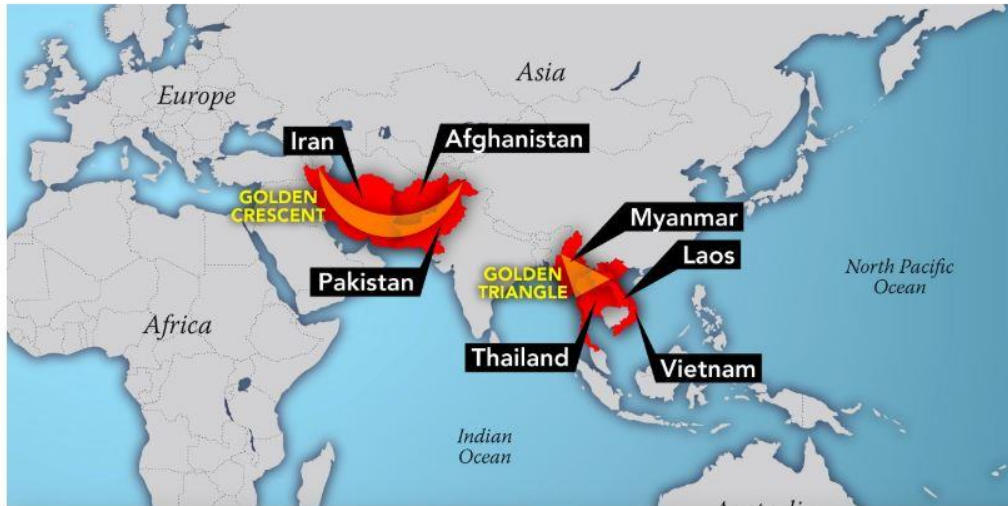 Asia
Europe
Iran
Afghanistan
GOLDEN
CRESCENT
Myanmar
Laos
Pakistan
GOLDEN
TRIANGLE
North Pacific
Ocean
Africa
Thailand
Vietnam
Indian
Ocean